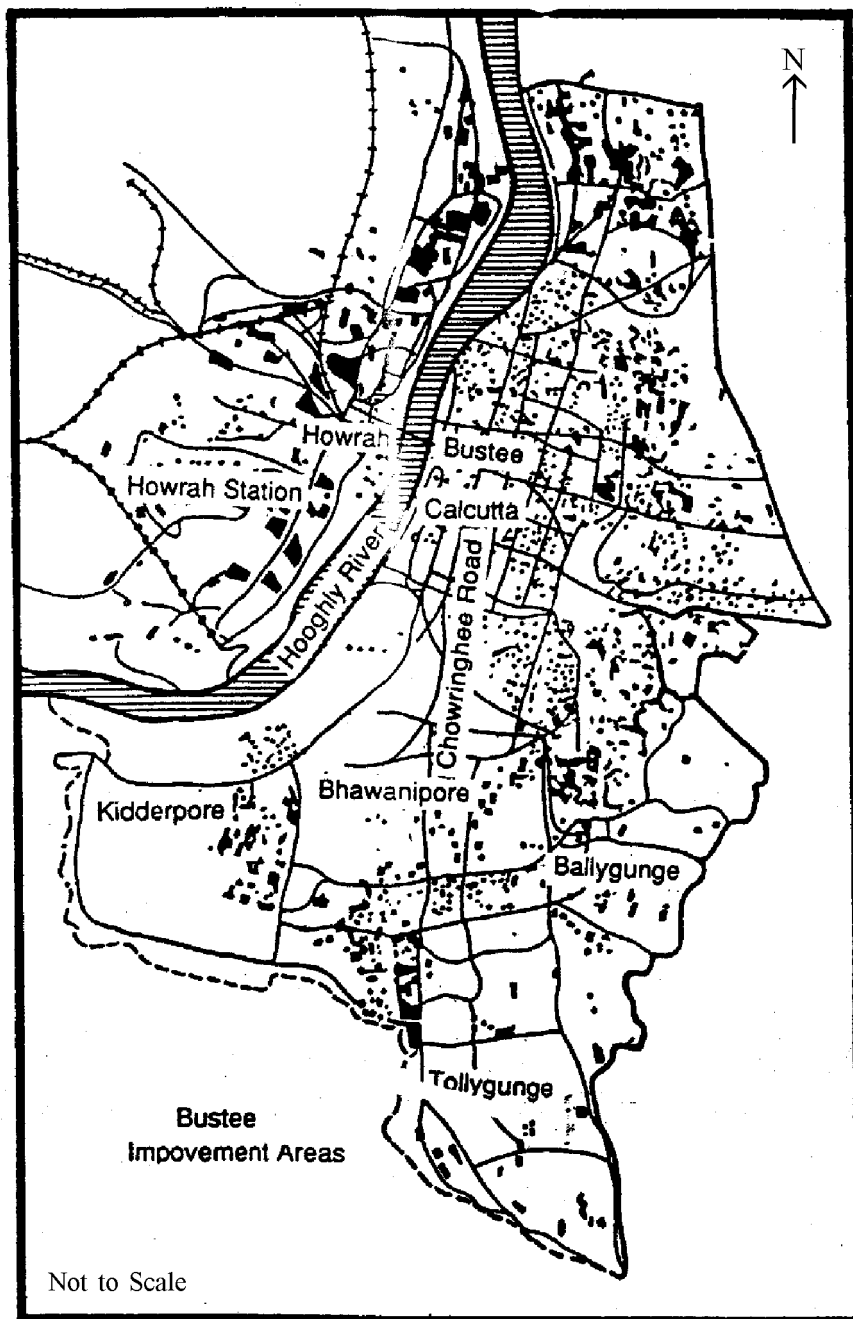 N
Howrah
Bustee
Howrah Station
Calcutta
Hooghly River
Chowringhee Road
Kidderpore
Bhawanipore
Ballygunge
Tollygunge
Bustee
Impovement Areas
Not to Scale